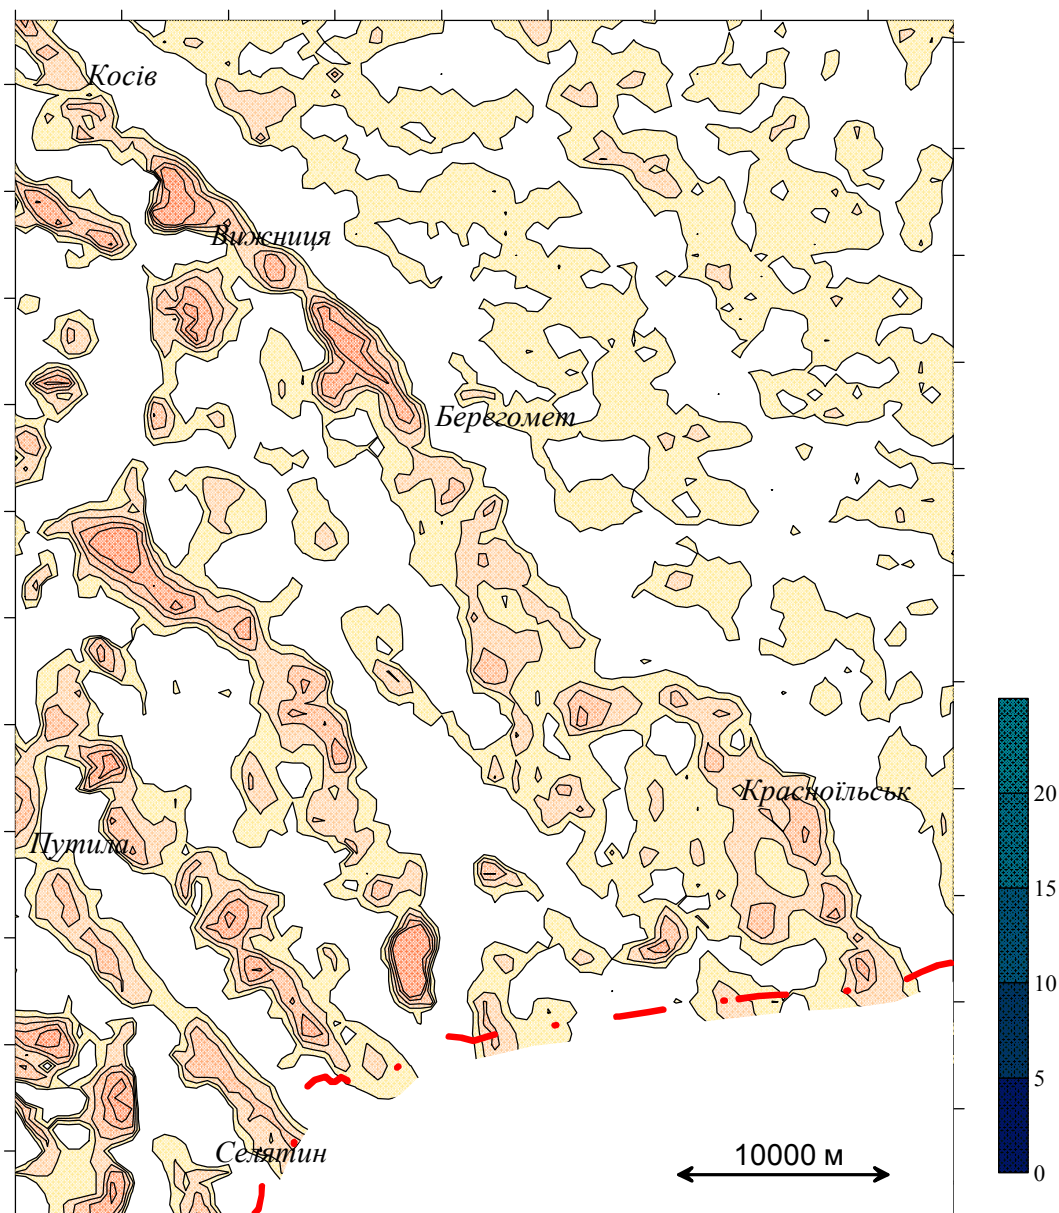 Косів
Вижниця
Берегомет
Красноїльськ
20
Путила
15
10
5
10000 м
Селятин
0